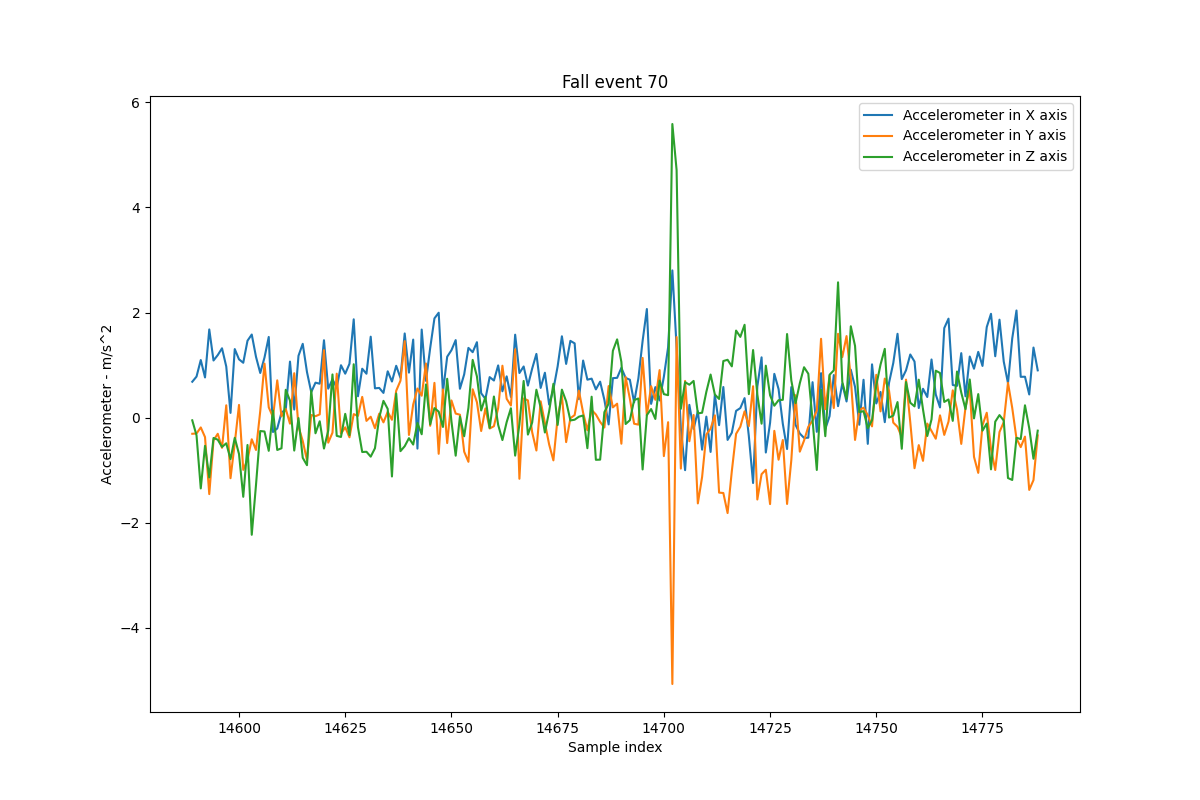 Fall event 70
Accelerometer in X axis
Accelerometer in Y axis
Accelerometer in Z axis
6
4
2
0
−2
−4
Accelerometer - m/s^2
14600 14625 14650 14675 14700 14725 14750 14775
Sample index